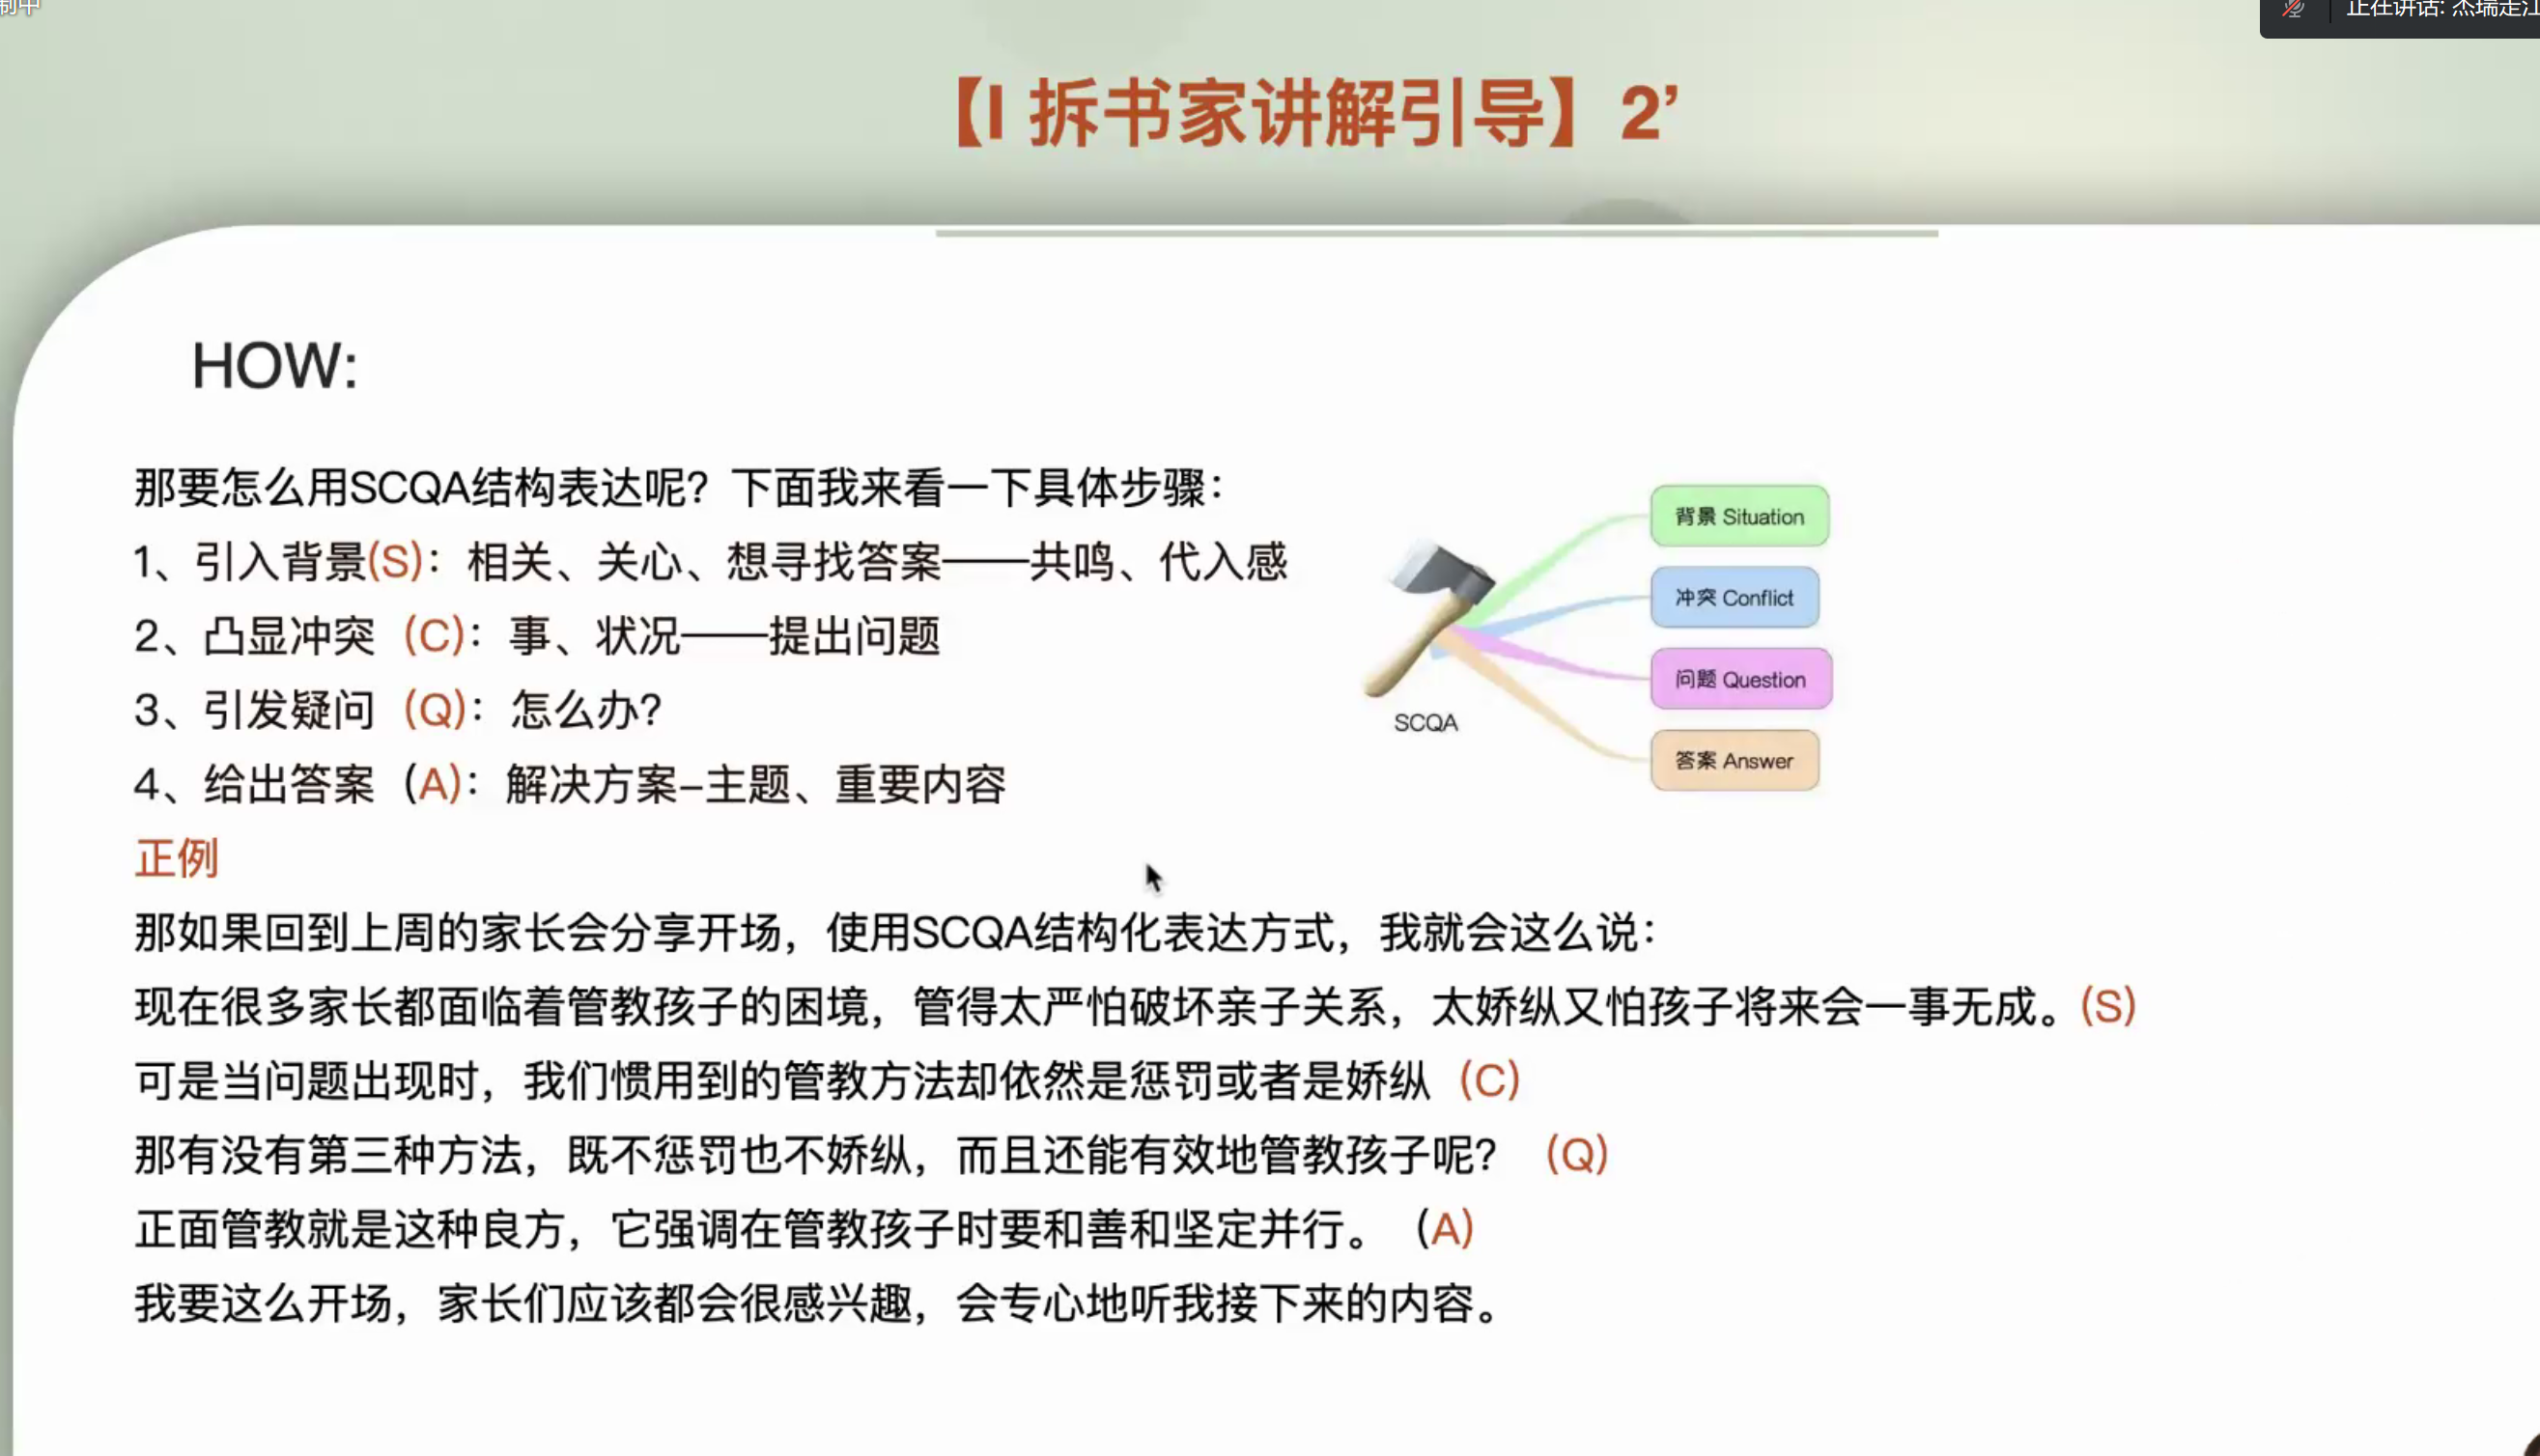 制中
正在讲话: 杰瑞走江
【I 拆书家讲解引导】2’
HOW:
那要怎么用SCQA结构表达呢？下面我来看一下具体步骤：
1、引入背景(S)：相关、关心、想寻找答案——共鸣、代入感
2、凸显冲突（C)：事、状况——提出问题
3、引发疑问（Q)：怎么办?
4、给出答案（A)：解决方案–主题、重要内容
SCQA
背景 Situation
冲突 Conflict
问题 Question
答案 Answer
正例
那如果回到上周的家长会分享开场，使用SCQA结构化表达方式，我就会这么说：
现在很多家长都面临着管教孩子的困境，管得太严怕破坏亲子关系，太娇纵又怕孩子将来会一事无成。(S)
可是当问题出现时，我们惯用到的管教方法却依然是惩罚或者是娇纵（C)
那有没有第三种方法，既不惩罚也不娇纵，而且还能有效地管教孩子呢？（Q)
正面管教就是这种良方，它强调在管教孩子时要和善和坚定并行。（A)
我要这么开场，家长们应该都会很感兴趣，会专心地听我接下来的内容。